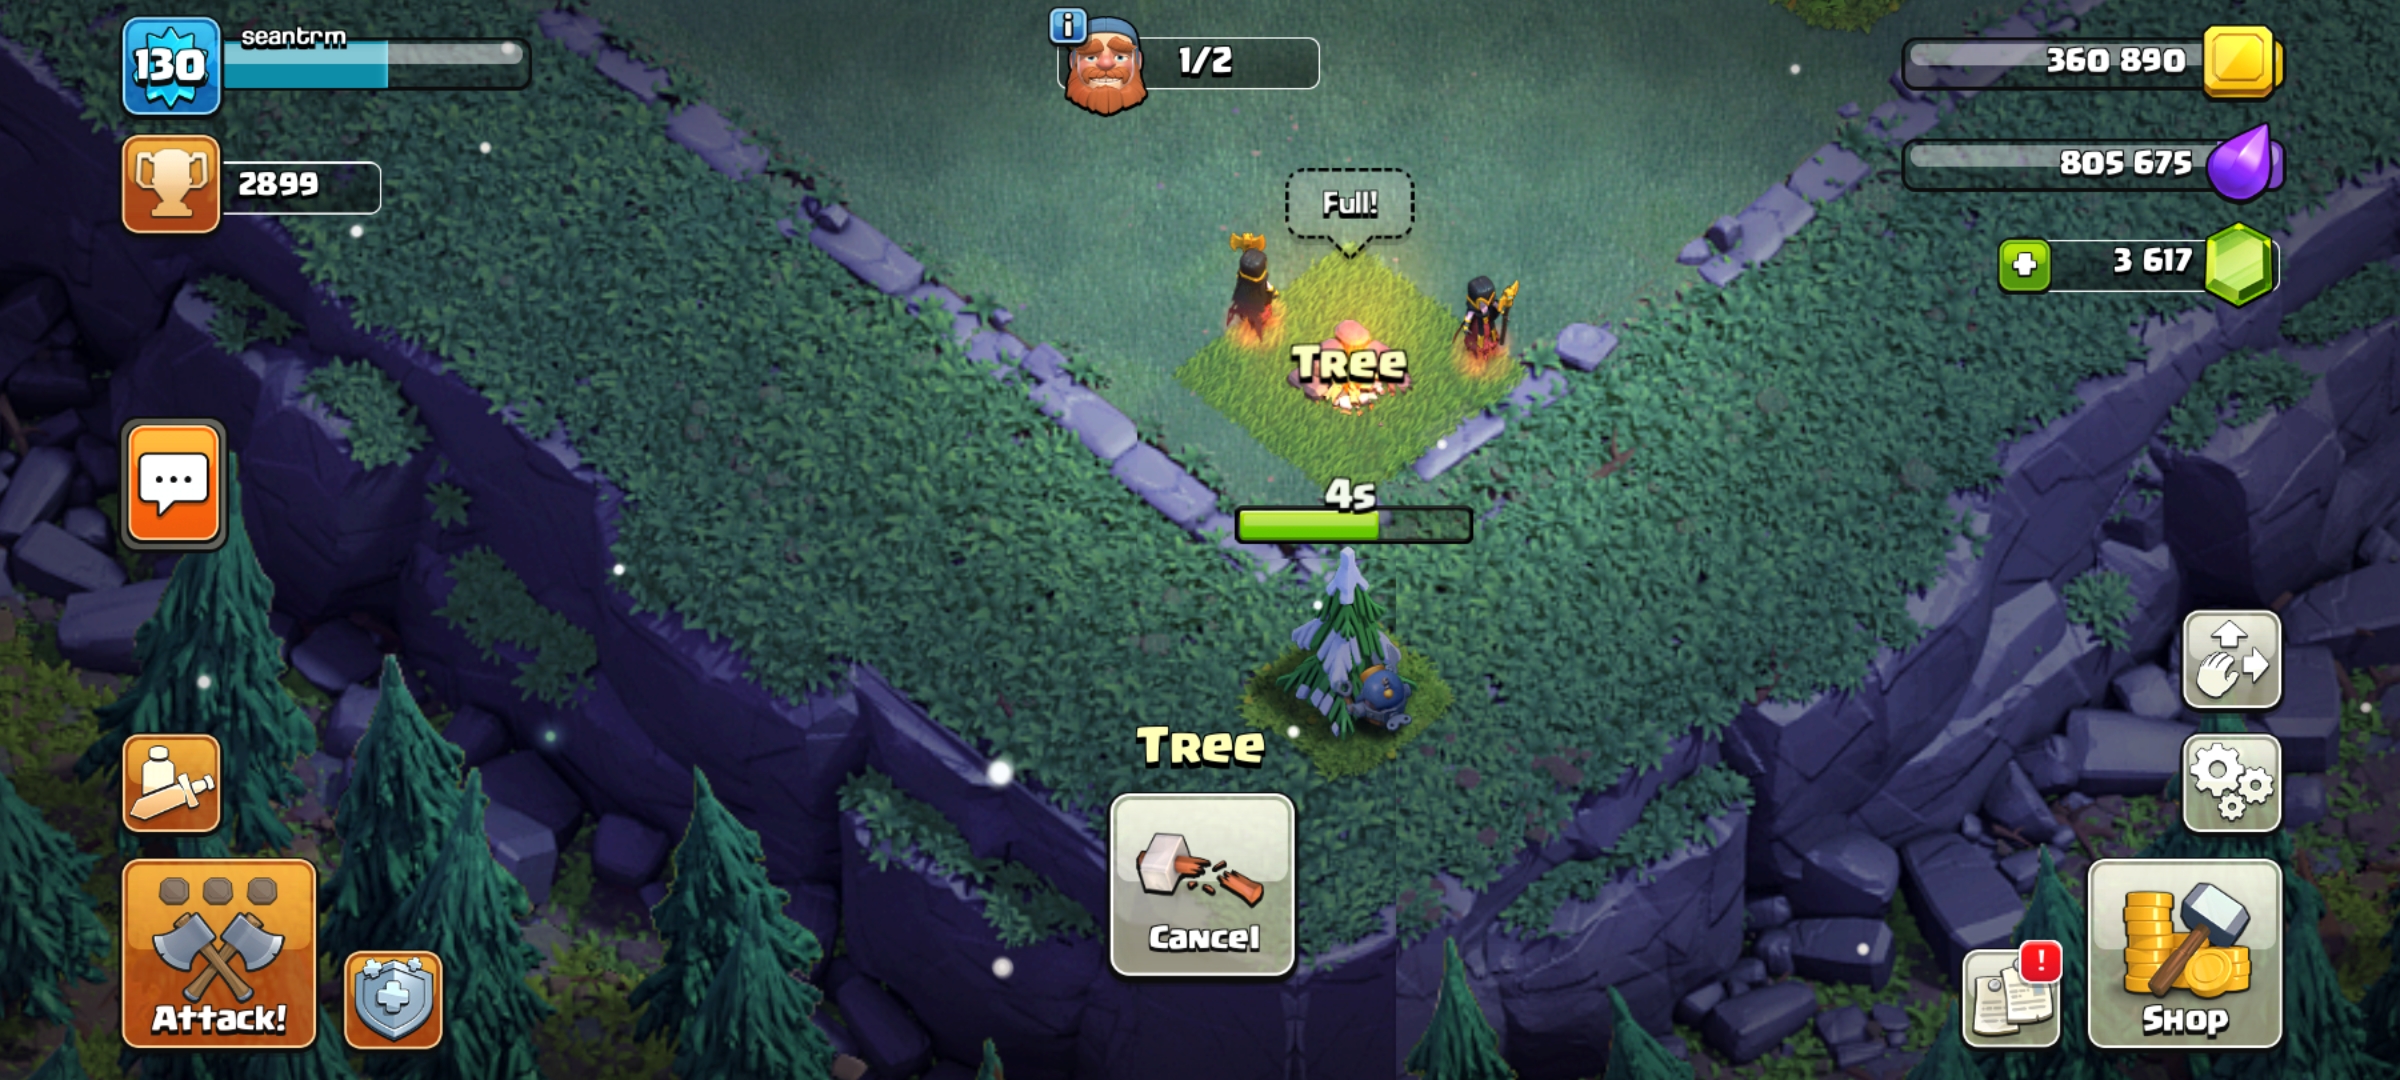 130
seantrm
1/2
360 890
2899
805 675
Full!
3 617
Tree
4s
Tree
Cancel
Attack!
!
Shop